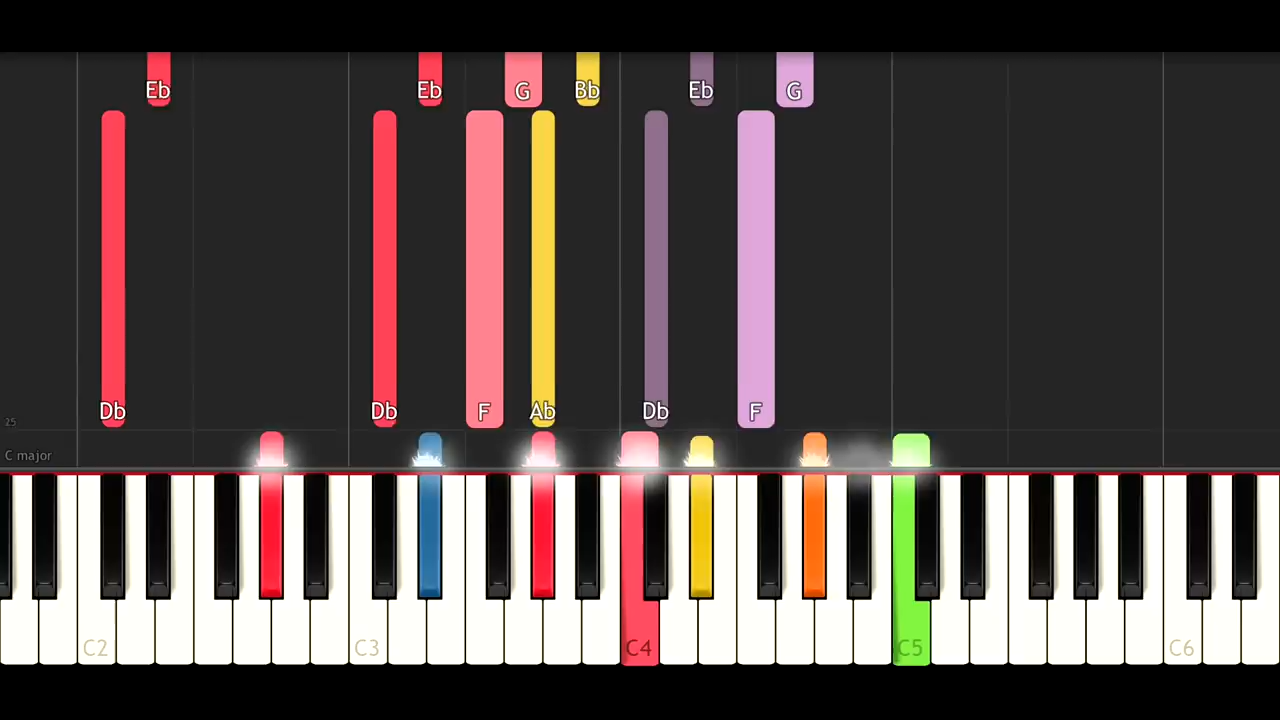 Eb Eb G Bb Eb G
Db Db F Ab Db F
25
C major
C2 C3 C4 C5 C6